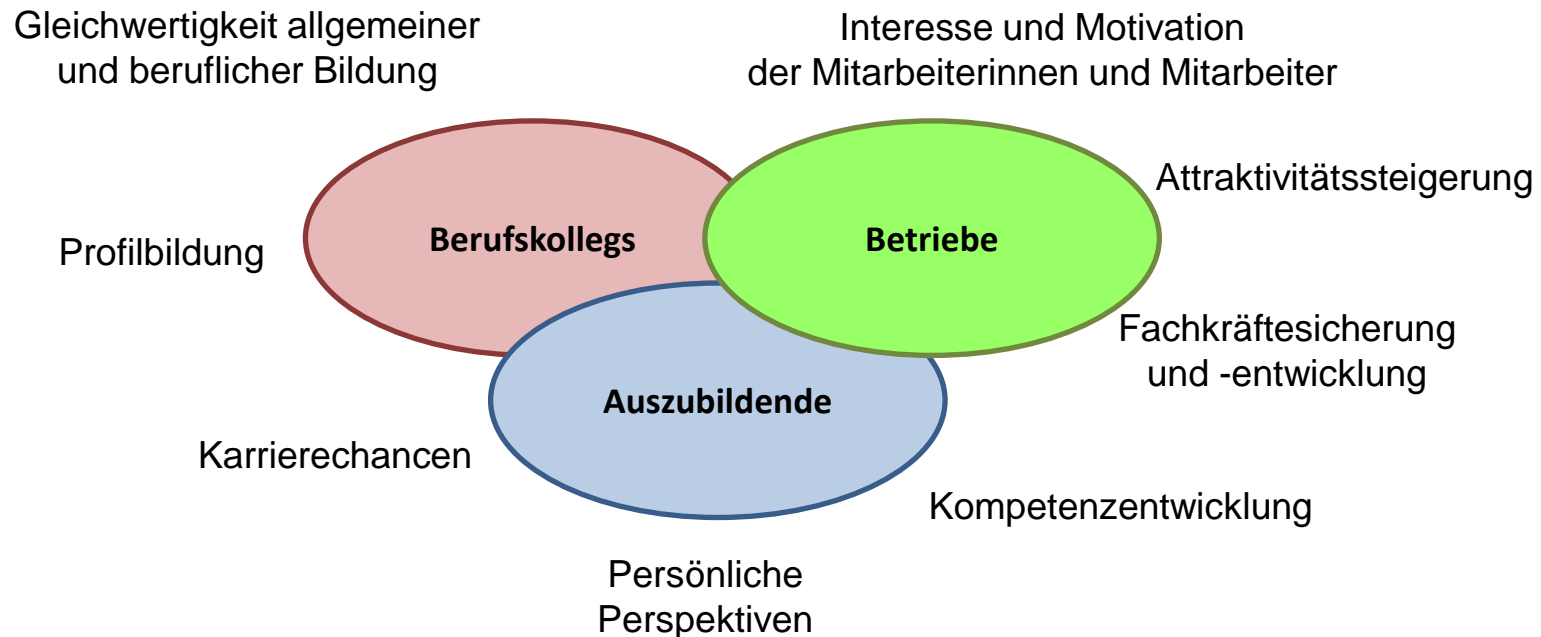 Gleichwertigkeit allgemeiner
und beruflicher Bildung
Interesse und Motivation
der Mitarbeiterinnen und Mitarbeiter
Attraktivitätssteigerung
Berufskollegs
Betriebe
Profilbildung
Fachkräftesicherung
und -entwicklung
Auszubildende
Karrierechancen
Kompetenzentwicklung
Persönliche
Perspektiven